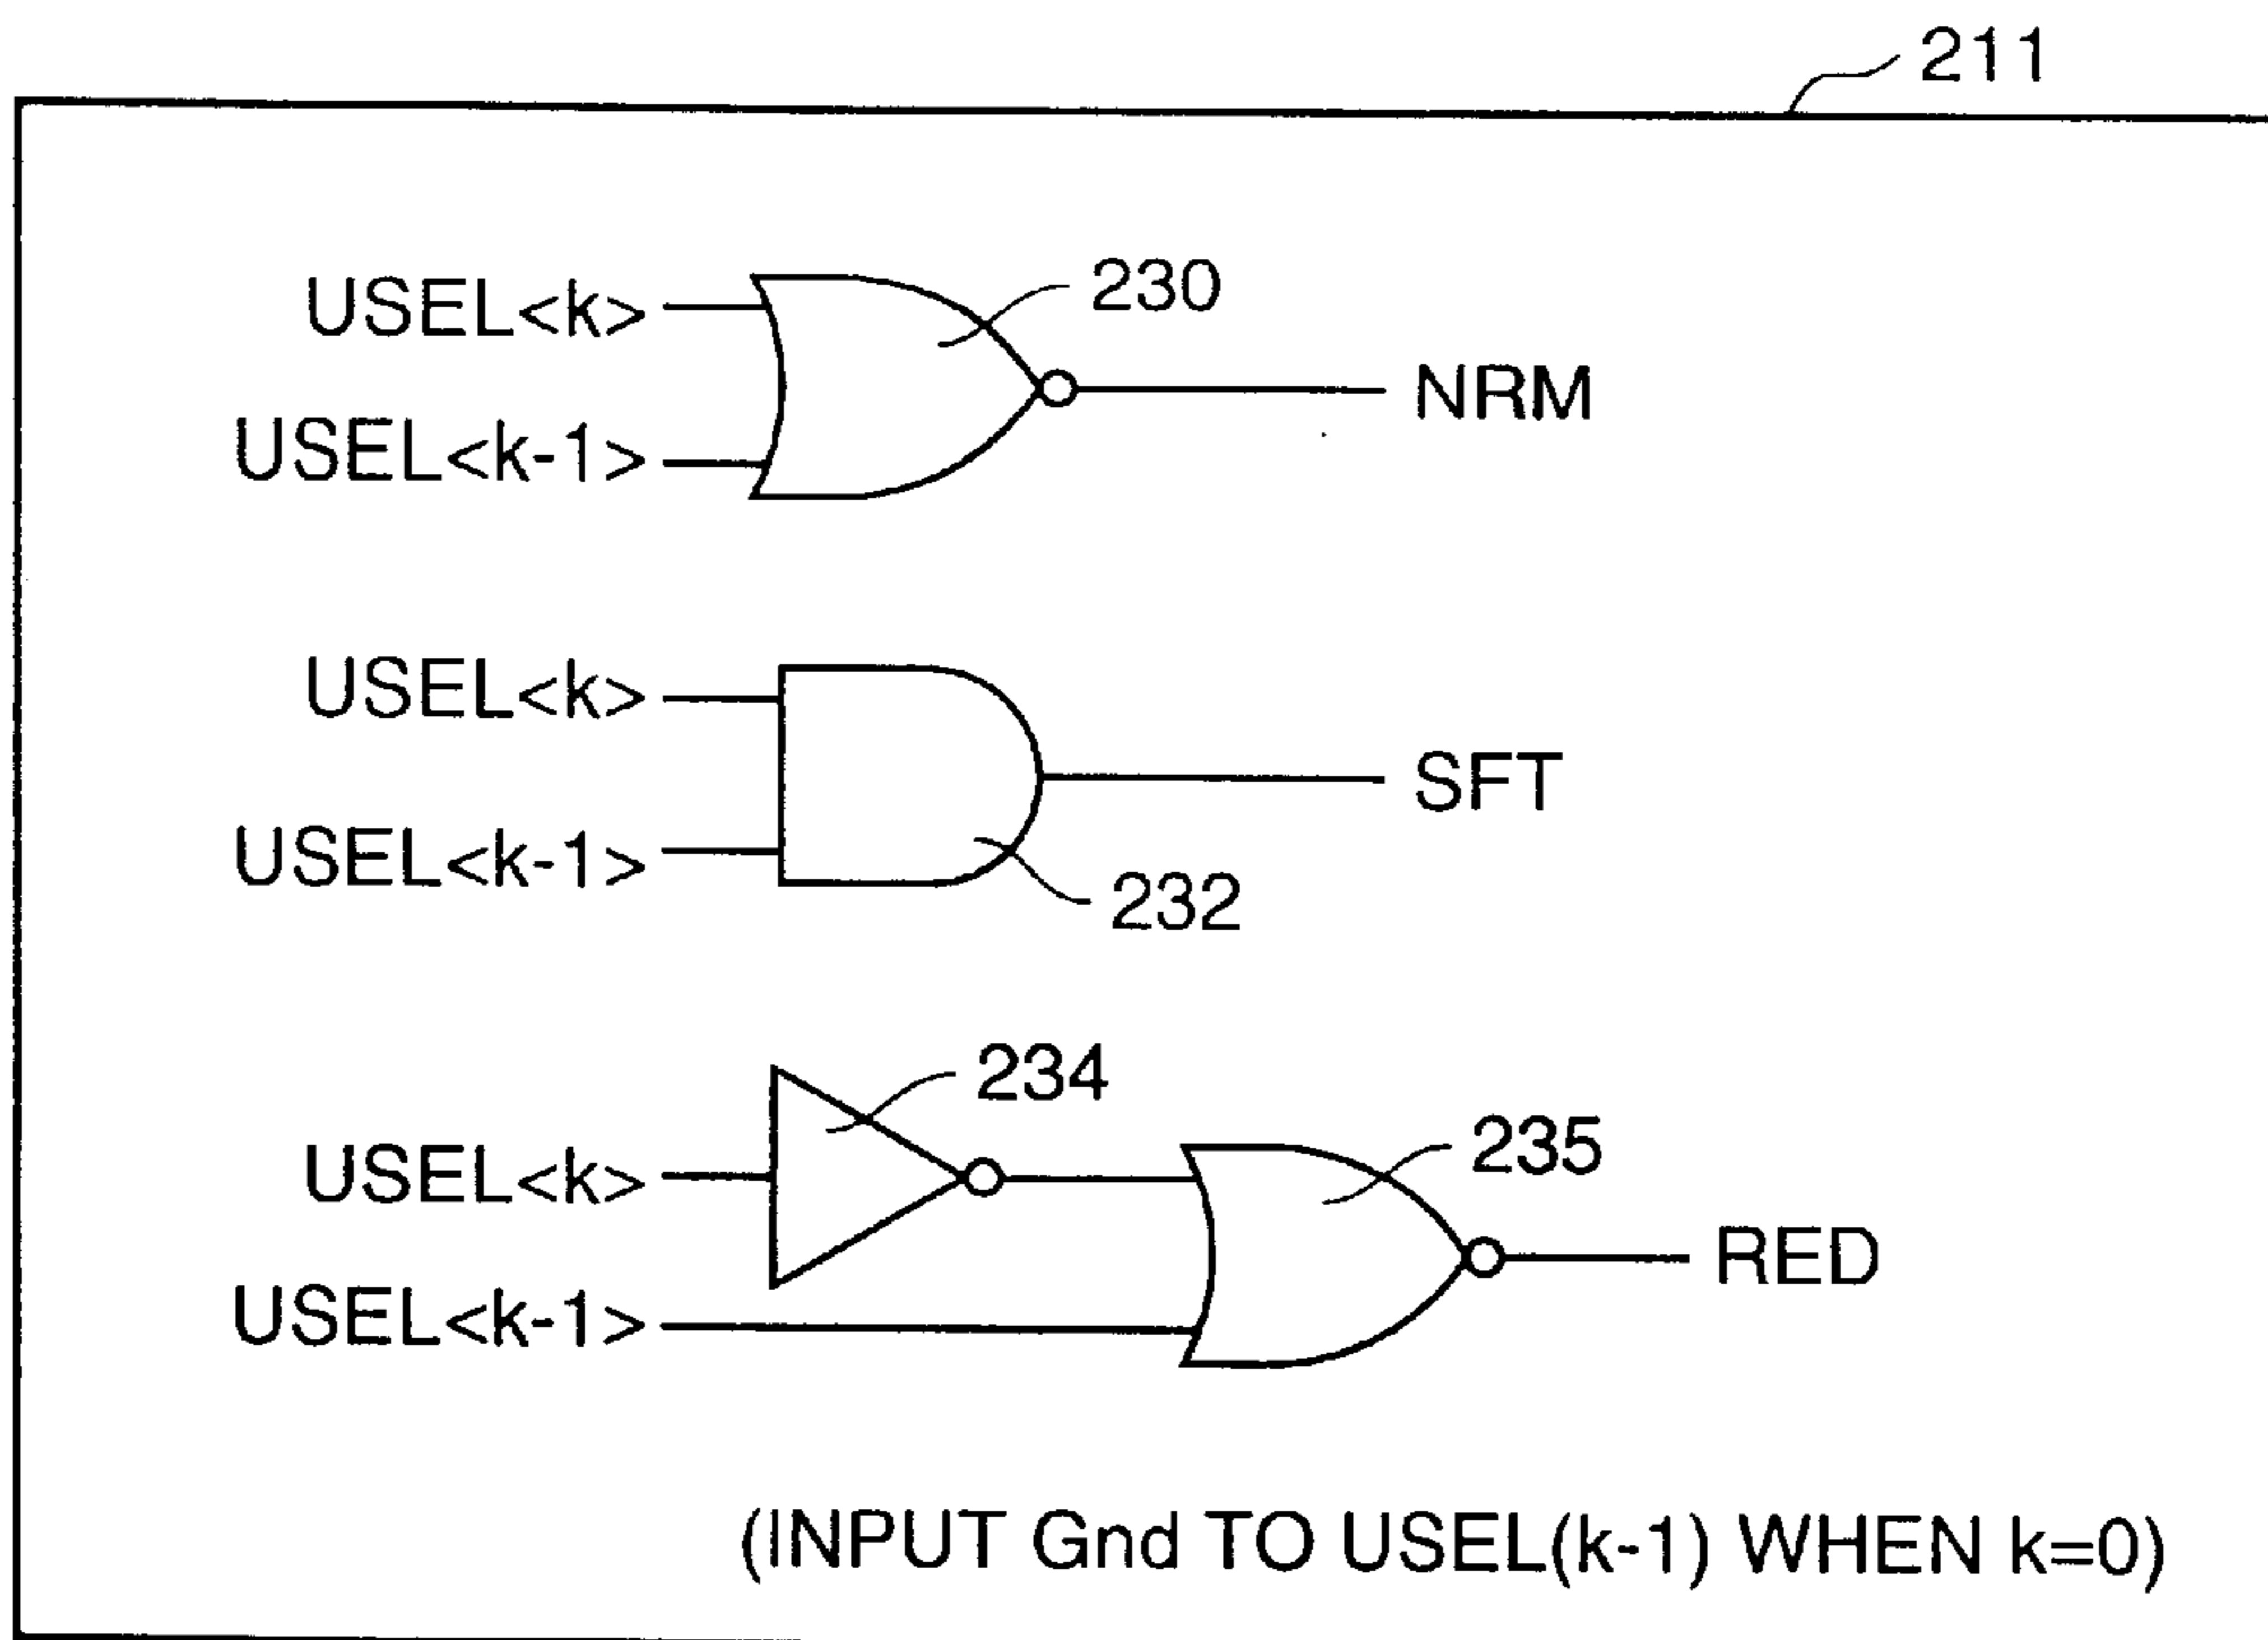 211
USEL<k>
230
NRM
USEL<k-1>
USEL<k>
SFT
USEL<k-1>
232
234
USEL<k>
235
RED
USEL<k-1>
(INPUT Gnd TO USEL(k-1) WHEN k=0)